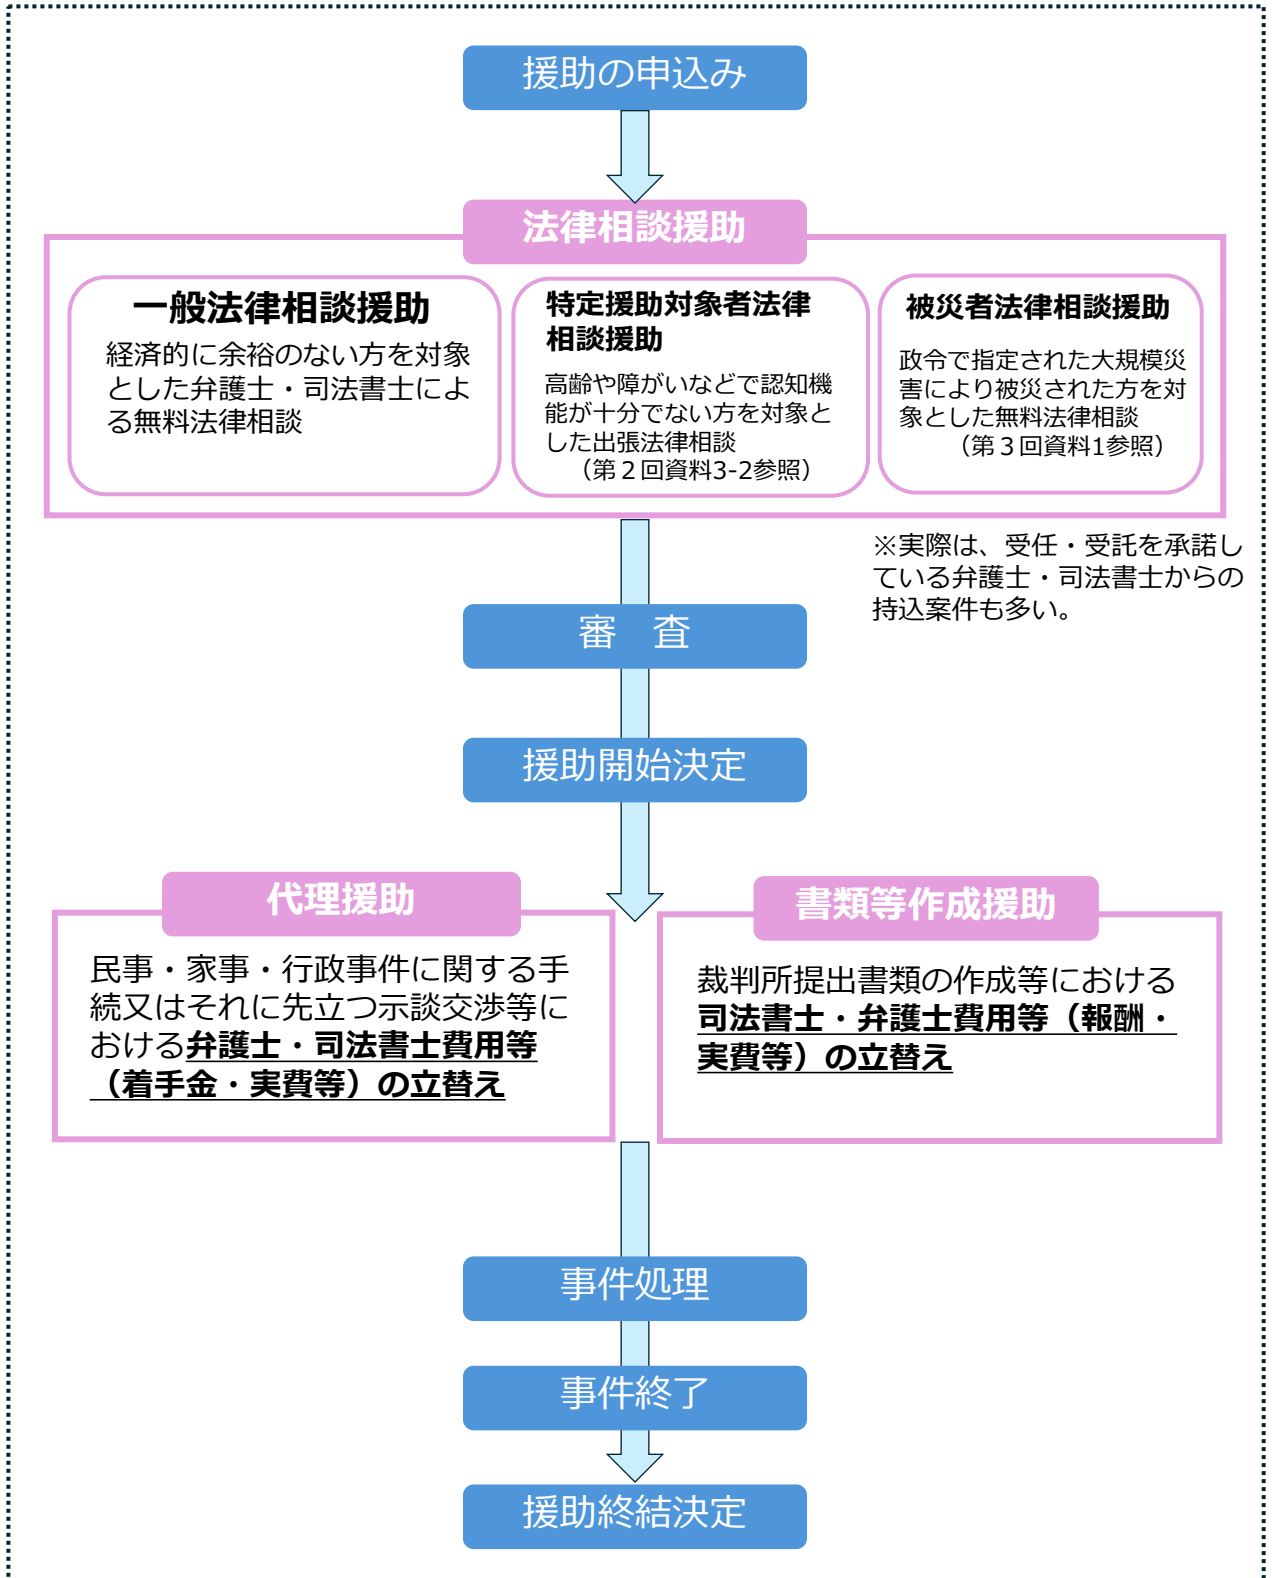 援助の申込み
法律相談援助
一般法律相談援助
経済的に余裕のない方を対象
とした弁護士・司法書士によ
る無料法律相談
特定援助対象者法律
相談援助
高齢や障がいなどで認知機
能が十分でない方を対象と
した出張法律相談
（第２回資料3-2参照）
被災者法律相談援助
政令で指定された大規模災
害により被災された方を対
象とした無料法律相談
（第３回資料1参照）
※実際は、受任・受託を承諾し
ている弁護士・司法書士からの
持込案件も多い。
審　査
援助開始決定
代理援助
民事・家事・行政事件に関する手
続又はそれに先立つ示談交渉等に
おける弁護士・司法書士費用等
（着手金・実費等）の立替え
書類等作成援助
裁判所提出書類の作成等における
司法書士・弁護士費用等（報酬・
実費等）の立替え
事件処理
事件終了
援助終結決定